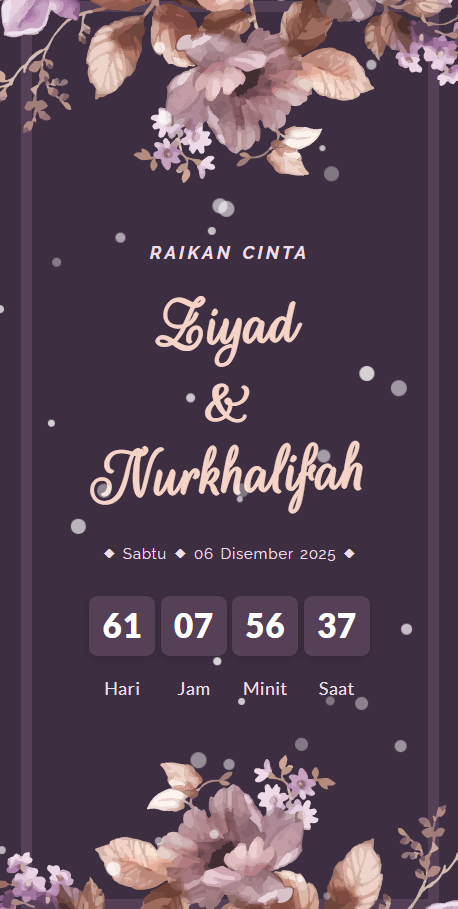 RAIKAN CINTA
Ziyad
&
Nurkhalifah
◆ Sabtu ◆ 06 Disember 2025 ◆
61 07 56 37
Hari Jam Minit Saat